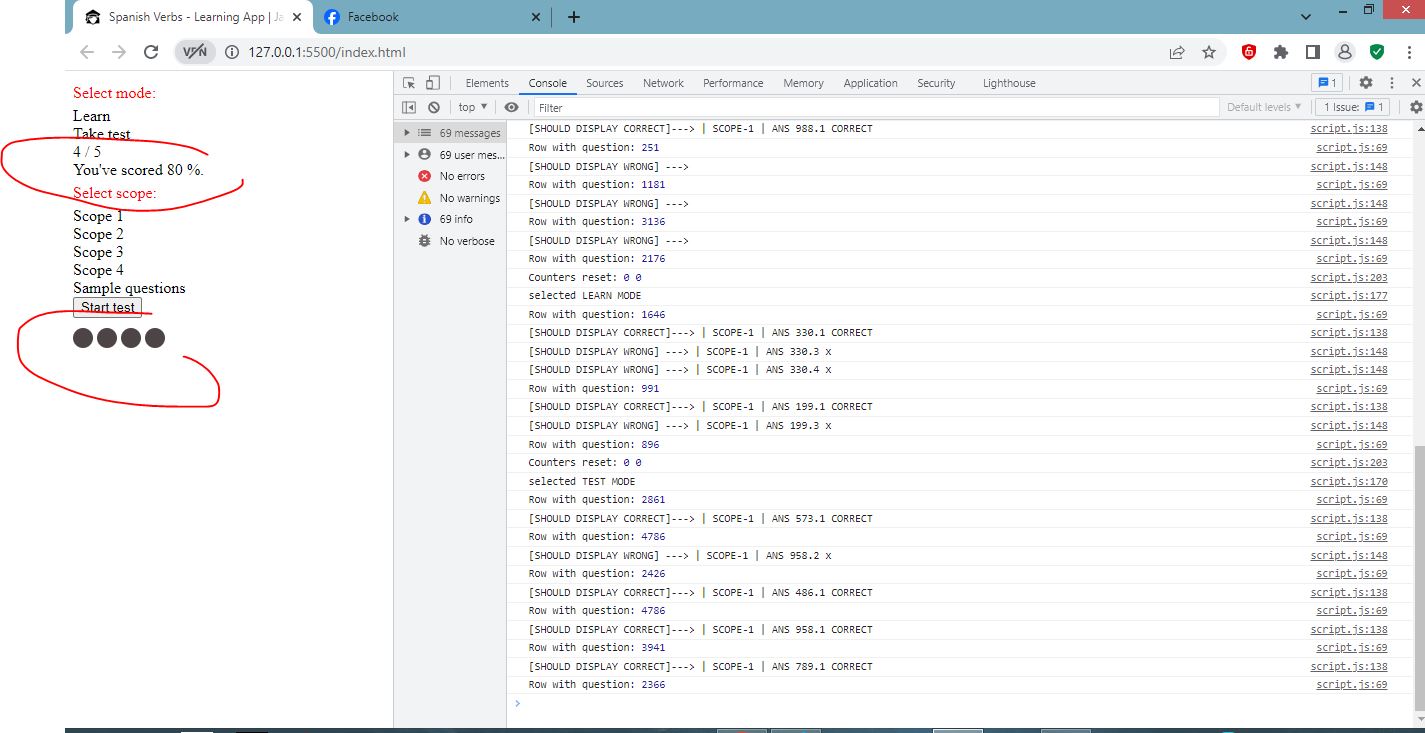 Spanish Verbs - Learning App | Ja
Facebook
VPN
127.0.0.1:5500/index.html
Select mode:
Learn
Take test
4 / 5
You've scored 80 %.
Select scope:
Scope 1
Scope 2
Scope 3
Scope 4
Sample questions
Start test
Elements Console Sources Network Performance Memory Application Security Lighthouse 1
top Filter Default levels 1 Issue: 1
69 messages
69 user mes...
No errors
No warnings
69 info
No verbose
[SHOULD DISPLAY CORRECT]---> | SCOPE-1 | ANS 988.1 CORRECT script.js:138
Row with question: 251 script.js:69
[SHOULD DISPLAY WRONG] ---> script.js:148
Row with question: 1181 script.js:69
[SHOULD DISPLAY WRONG] ---> script.js:148
Row with question: 3136 script.js:69
[SHOULD DISPLAY WRONG] ---> script.js:148
Row with question: 2176 script.js:69
Counters reset: 0 0 script.js:203
selected LEARN MODE script.js:177
Row with question: 1646 script.js:69
[SHOULD DISPLAY CORRECT]---> | SCOPE-1 | ANS 330.1 CORRECT script.js:138
[SHOULD DISPLAY WRONG] ---> | SCOPE-1 | ANS 330.3 x script.js:148
[SHOULD DISPLAY WRONG] ---> | SCOPE-1 | ANS 330.4 x script.js:148
Row with question: 991 script.js:69
[SHOULD DISPLAY CORRECT]---> | SCOPE-1 | ANS 199.1 CORRECT script.js:138
[SHOULD DISPLAY WRONG] ---> | SCOPE-1 | ANS 199.3 x script.js:148
Row with question: 896 script.js:69
Counters reset: 0 0 script.js:203
selected TEST MODE script.js:170
Row with question: 2861 script.js:69
[SHOULD DISPLAY CORRECT]---> | SCOPE-1 | ANS 573.1 CORRECT script.js:138
Row with question: 4786 script.js:69
[SHOULD DISPLAY WRONG] ---> | SCOPE-1 | ANS 958.2 x script.js:148
Row with question: 2426 script.js:69
[SHOULD DISPLAY CORRECT]---> | SCOPE-1 | ANS 486.1 CORRECT script.js:138
Row with question: 4786 script.js:69
[SHOULD DISPLAY CORRECT]---> | SCOPE-1 | ANS 958.1 CORRECT script.js:138
Row with question: 3941 script.js:69
[SHOULD DISPLAY CORRECT]---> | SCOPE-1 | ANS 789.1 CORRECT script.js:138
Row with question: 2366 script.js:69